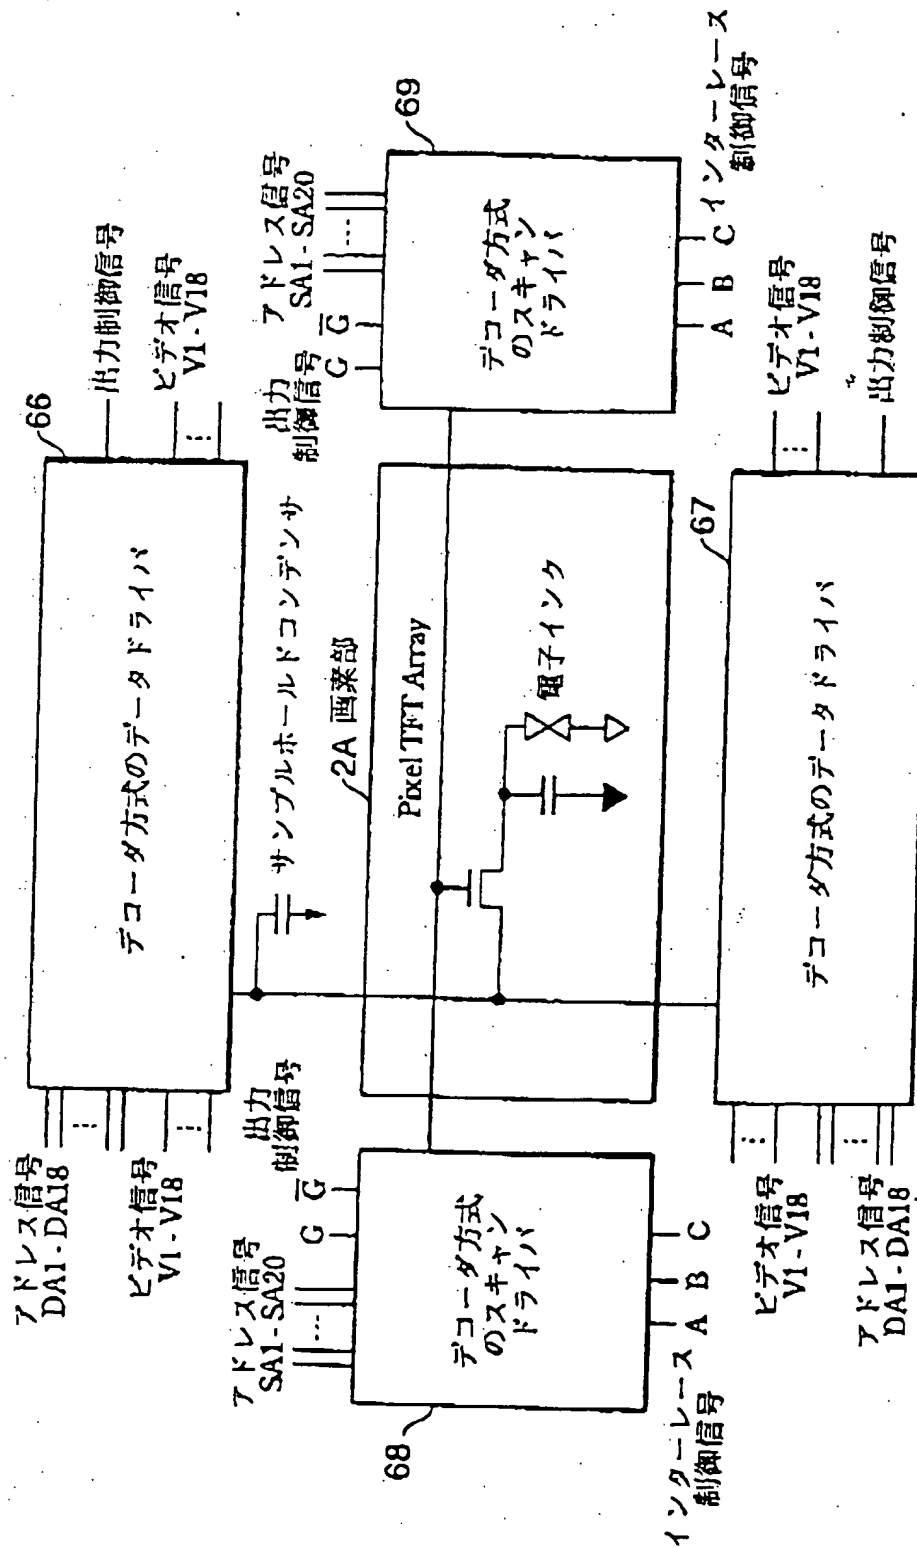 アドレス信号
DA1 - DA18
ビデオ信号
V1 - V18
デコーダ方式のデータドライバ
66
出力制御信号
ビデオ信号
V1 - V18
サンプルホールドコンデンサ
アドレス信号
SA1 - SA20
出力
制御信号
G
G̅
デコーダ方式
のスキャン
ドライバ
68
A
B
C
インターレース
制御信号
2A 画素部
Pixel TFT Array
電子インク
出力
制御信号
G
G̅
アドレス信号
SA1 - SA20
69
デコーダ方式
のスキャン
ドライバ
A
B
C
インターレース
制御信号
67
デコーダ方式のデータドライバ
ビデオ信号
V1 - V18
アドレス信号
DA1 - DA18
ビデオ信号
V1 - V18
出力制御信号